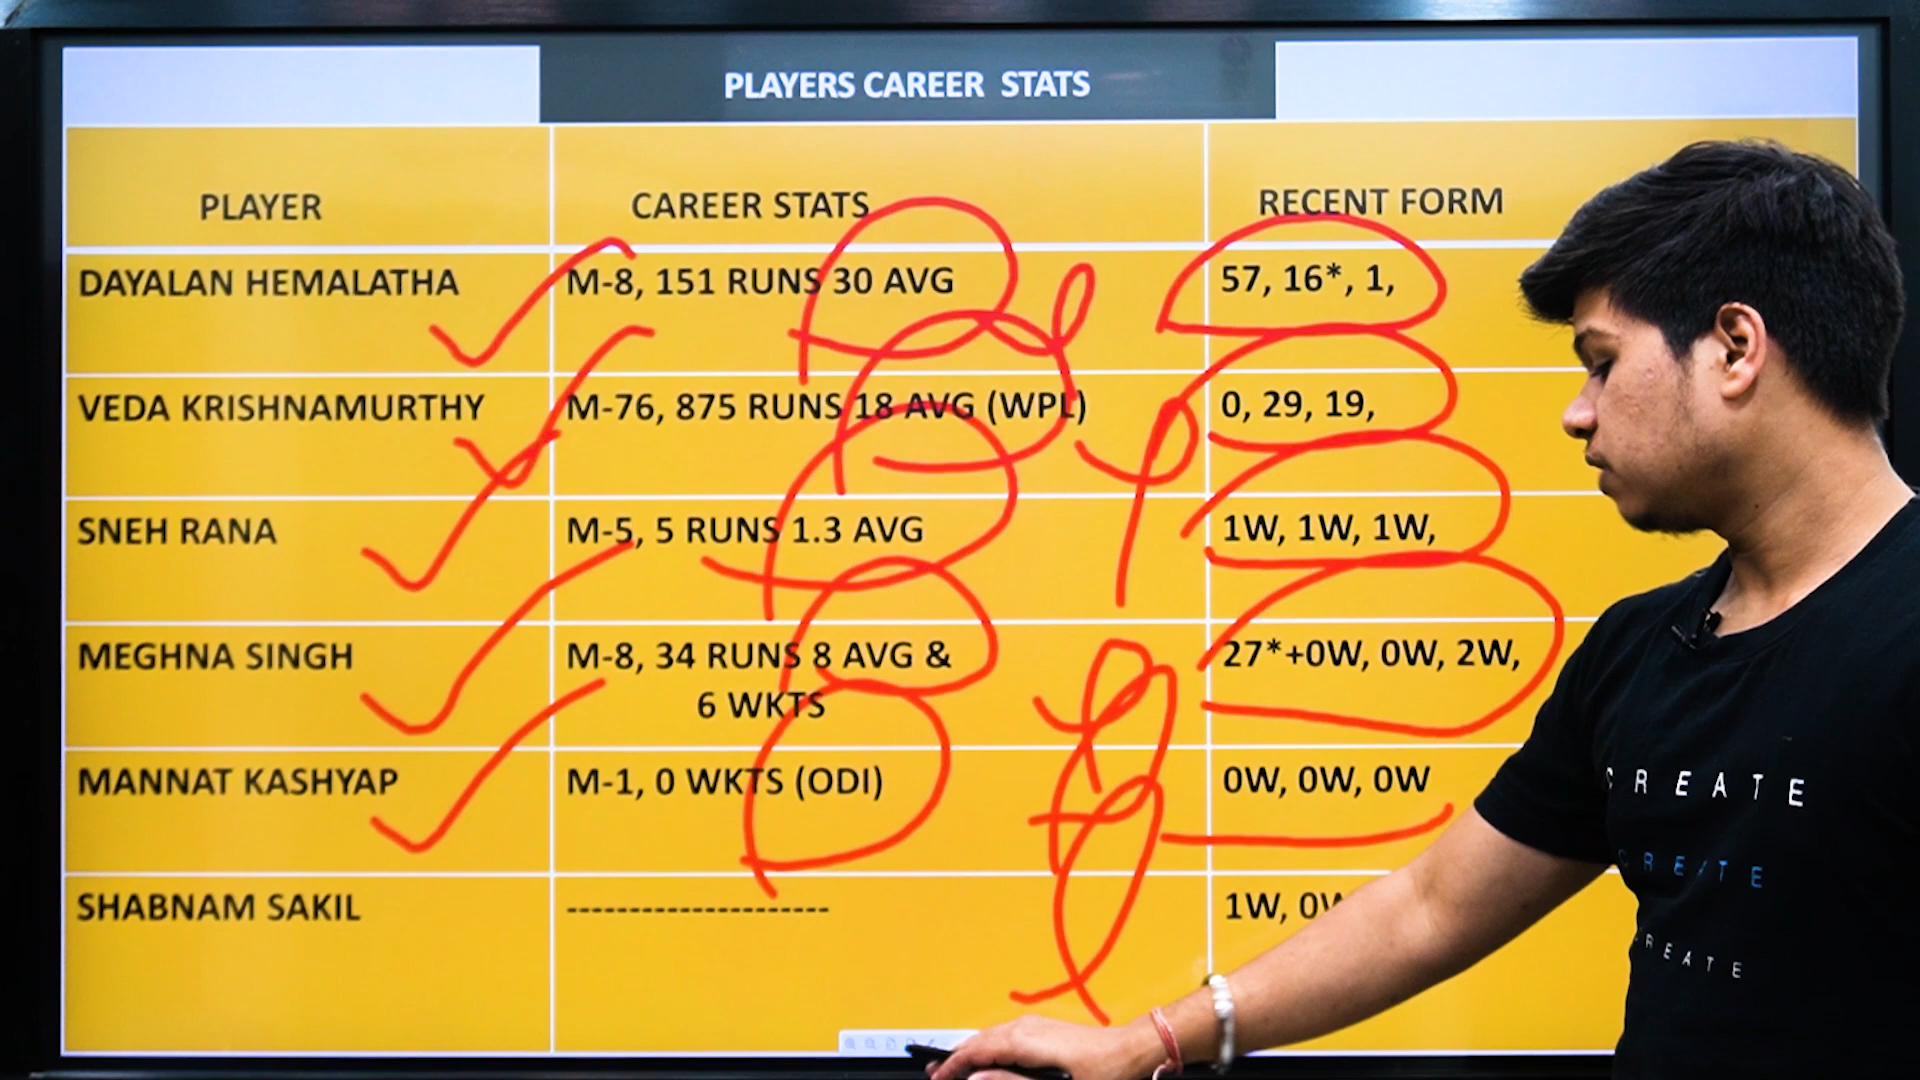 PLAYERS CAREER STATS
PLAYER CAREER STATS RECENT FORM
DAYALAN HEMALATHA M-8, 151 RUNS 30 AVG 57, 16*, 1,
VEDA KRISHNAMURTHY M-76, 875 RUNS 18 AVG (WPL) 0, 29, 19,
SNEH RANA M-5, 5 RUNS 1.3 AVG 1W, 1W, 1W,
MEGHNA SINGH M-8, 34 RUNS 8 AVG & 27*+0W, 0W, 2W,
6 WKTS
MANNAT KASHYAP M-1, 0 WKTS (ODI) 0W, 0W, 0W
SHABNAM SAKIL --------------------- 1W,
CREATE
CREATE
CREATE